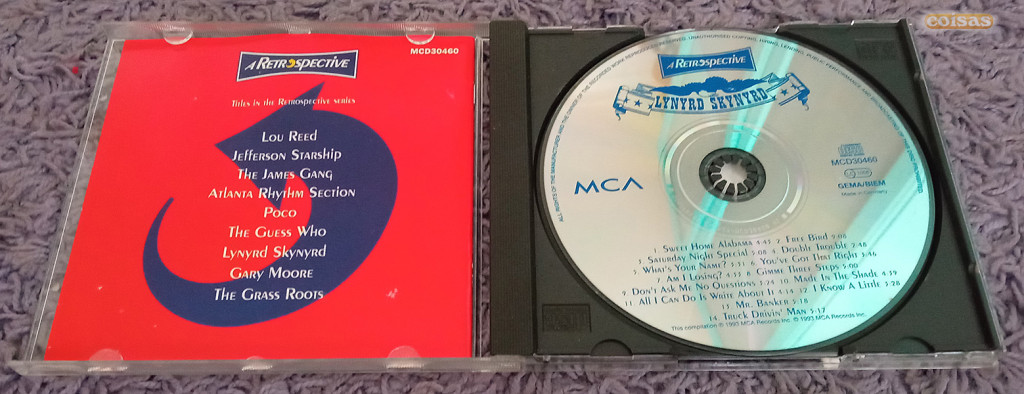 coisas
A RETROSPECTIVE
MCD30460
TITLES IN THE RETROSPECTIVE SERIES
LOU REED
JEFFERSON STARSHIP
THE JAMES GANG
ATLANTA RHYTHM SECTION
POCO
THE GUESS WHO
LYNYRD SKYNYRD
GARY MOORE
THE GRASS ROOTS
A RETROSPECTIVE
LYNYRD SKYNYRD
MCA
MCD30460
GEMA/BIEM
Made in Germany
1. SWEET HOME ALABAMA 4·43 2. FREE BIRD 9·08
3. SATURDAY NIGHT SPECIAL 5·08 4. DOUBLE TROUBLE 2·48
5. WHAT'S YOUR NAME? 3·31 6. YOU'VE GOT THAT RIGHT 3·46
7. AM I LOSING? 4·33 8. GIMME THREE STEPS 5·00
9. DON'T ASK ME NO QUESTIONS 3·24 10. MADE IN THE SHADE 4·39
11. ALL I CAN DO IS WRITE ABOUT IT 4·14 12. I KNOW A LITTLE 3·28
13. MR. BANKER 5·18
14. TRUCK DRIVIN' MAN 5·17
This compilation ℗ 1993 MCA Records Inc. © 1993 MCA Records Inc.